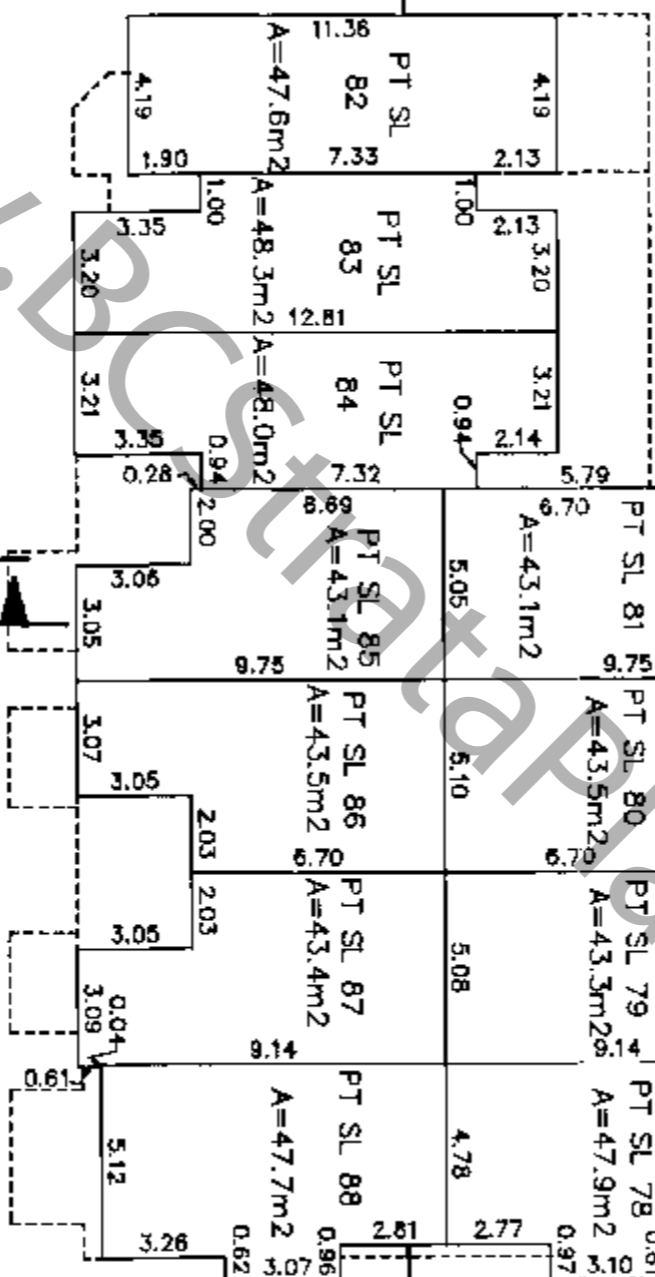 11.36
4.19
PT SL
82
A=47.6m2
4.19
1.90
7.33
2.13
1.00
1.00
3.35
2.13
3.20
PT SL
83
A=48.3m2
3.20
12.81
3.21
PT SL
84
A=48.0m2
3.21
3.35
0.94
0.94
2.14
0.28
7.32
5.79
2.00
8.69
6.70
3.06
PT SL 85
A=43.1m2
PT SL 81
A=43.1m2
3.05
5.05
9.75
9.75
3.07
PT SL 86
A=43.5m2
5.10
PT SL 80
A=43.5m2
3.05
2.03
6.70
6.70
2.03
3.05
PT SL 87
A=43.4m2
5.08
PT SL 79
A=43.3m2
3.09
0.04
9.14
9.14
0.61
5.12
PT SL 88
A=47.7m2
4.78
PT SL 78
A=47.9m2
3.26
0.62
3.07
0.96
2.81
2.77
0.97
3.10
.BCStrataPla